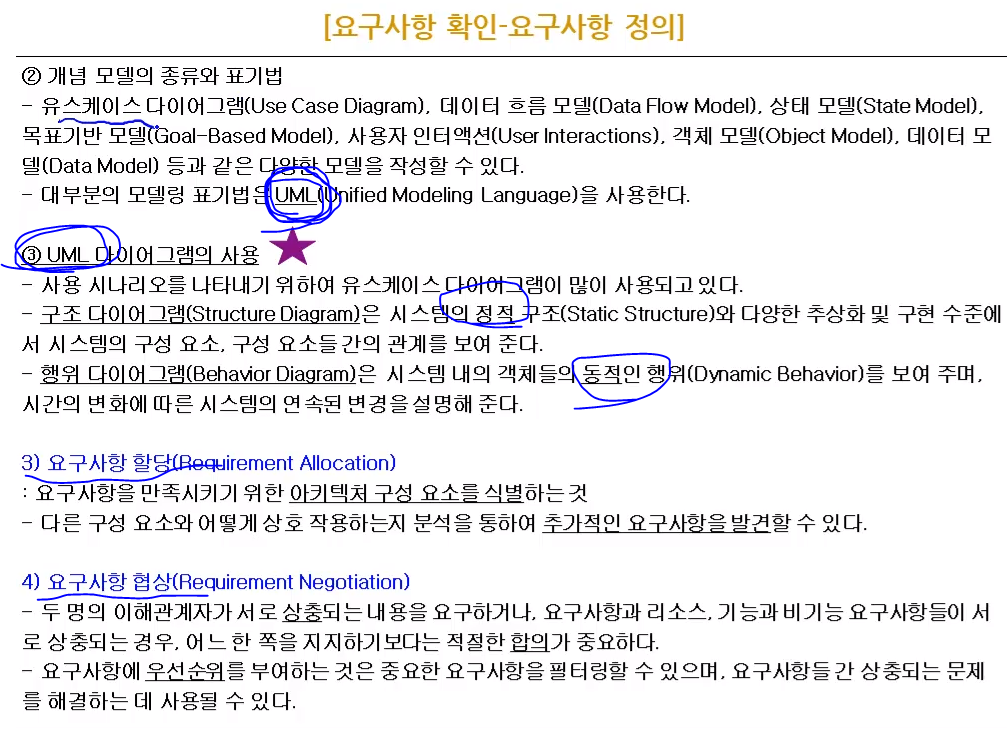 [요구사항 확인-요구사항 정의]
② 개념 모델의 종류와 표기법
- 유스케이스 다이어그램(Use Case Diagram), 데이터 흐름 모델(Data Flow Model), 상태 모델(State Model),
목표기반 모델(Goal-Based Model), 사용자 인터액션(User Interactions), 객체 모델(Object Model), 데이터 모
델(Data Model) 등과 같은 다양한 모델을 작성할 수 있다.
- 대부분의 모델링 표기법은 UML(Unified Modeling Language)을 사용한다.
③ UML 다이어그램의 사용
- 사용 시나리오를 나타내기 위하여 유스케이스 다이어그램이 많이 사용되고 있다.
- 구조 다이어그램(Structure Diagram)은 시스템의 정적 구조(Static Structure)와 다양한 추상화 및 구현 수준에
서 시스템의 구성 요소, 구성 요소들 간의 관계를 보여 준다.
- 행위 다이어그램(Behavior Diagram)은 시스템 내의 객체들의 동적인 행위(Dynamic Behavior)를 보여 주며,
시간의 변화에 따른 시스템의 연속된 변경을 설명해 준다.
3) 요구사항 할당(Requirement Allocation)
: 요구사항을 만족시키기 위한 아키텍처 구성 요소를 식별하는 것
- 다른 구성 요소와 어떻게 상호 작용하는지 분석을 통하여 추가적인 요구사항을 발견할 수 있다.
4) 요구사항 협상(Requirement Negotiation)
- 두 명의 이해관계자가 서로 상충되는 내용을 요구하거나, 요구사항과 리소스, 기능과 비기능 요구사항들이 서
로 상충되는 경우, 어느 한 쪽을 지지하기보다는 적절한 합의가 중요하다.
- 요구사항에 우선순위를 부여하는 것은 중요한 요구사항을 필터링할 수 있으며, 요구사항들 간 상충되는 문제
를 해결하는 데 사용될 수 있다.